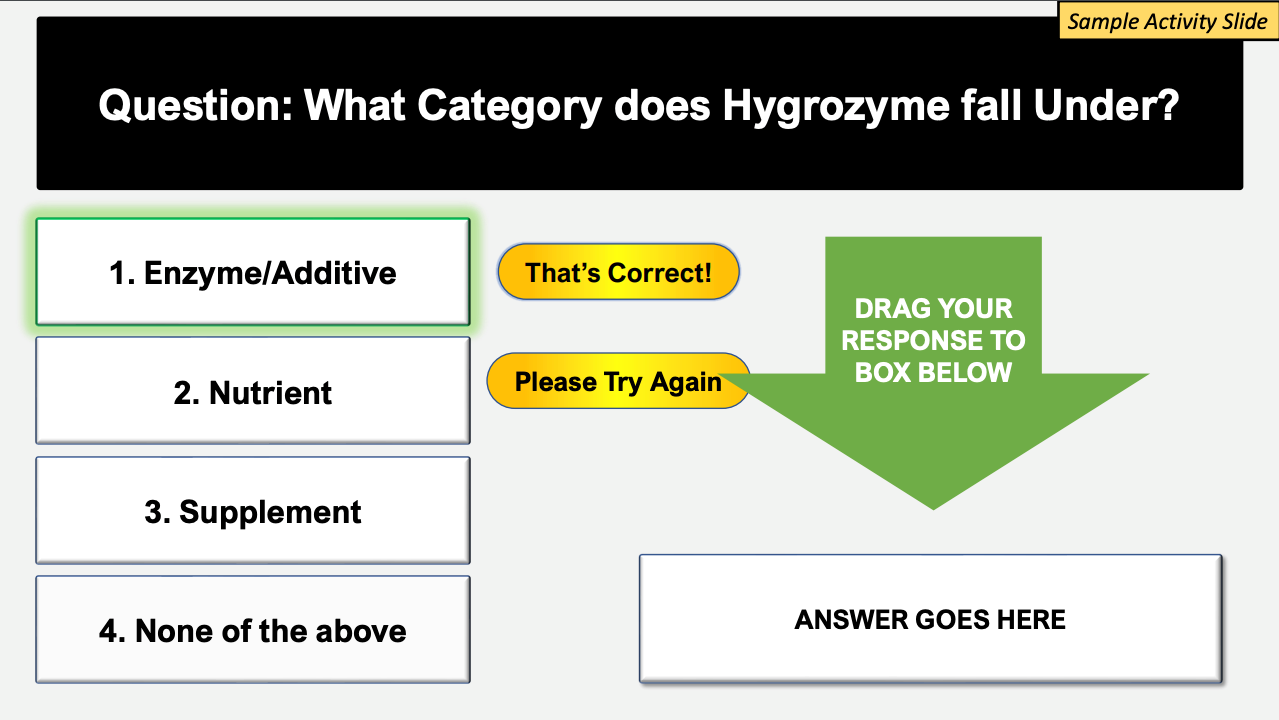 Sample Activity Slide
Question: What Category does Hygrozyme fall Under?
1. Enzyme/Additive
That’s Correct!
2. Nutrient
Please Try Again
3. Supplement
4. None of the above
DRAG YOUR
RESPONSE TO
BOX BELOW
ANSWER GOES HERE